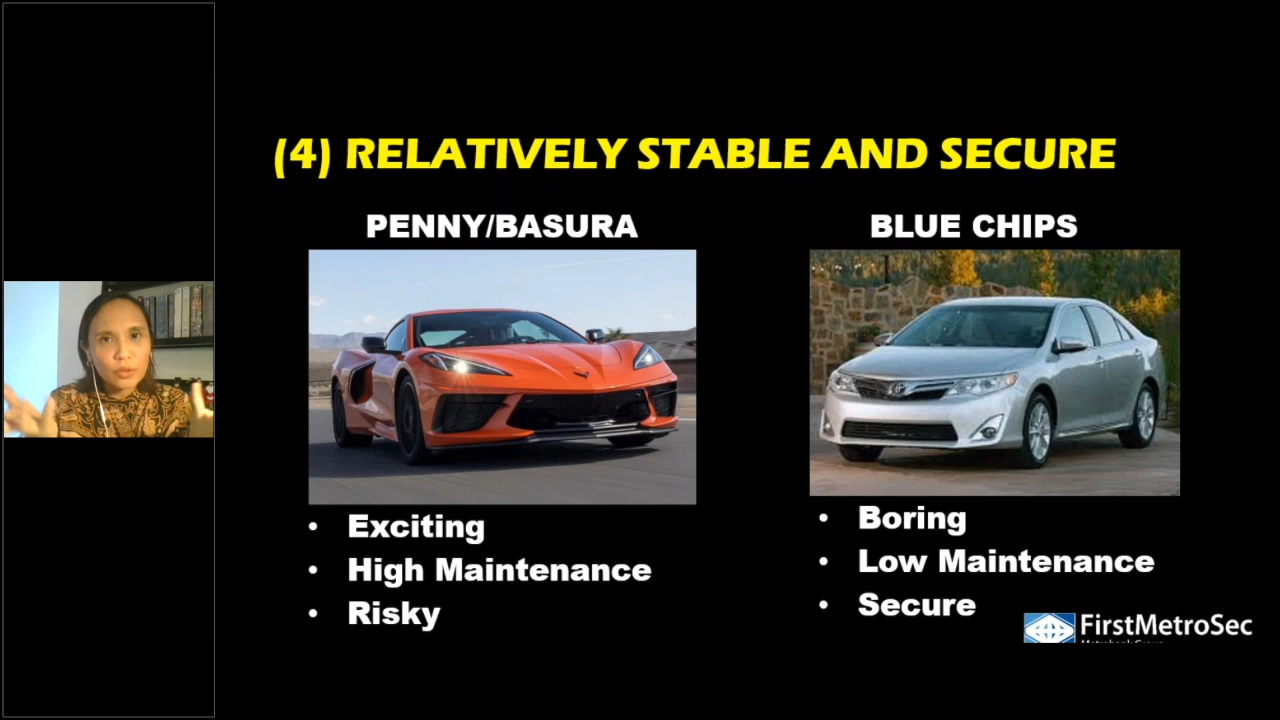 (4) RELATIVELY STABLE AND SECURE
PENNY/BASURA
• Exciting
• High Maintenance
• Risky
BLUE CHIPS
• Boring
• Low Maintenance
• Secure
FirstMetroSec